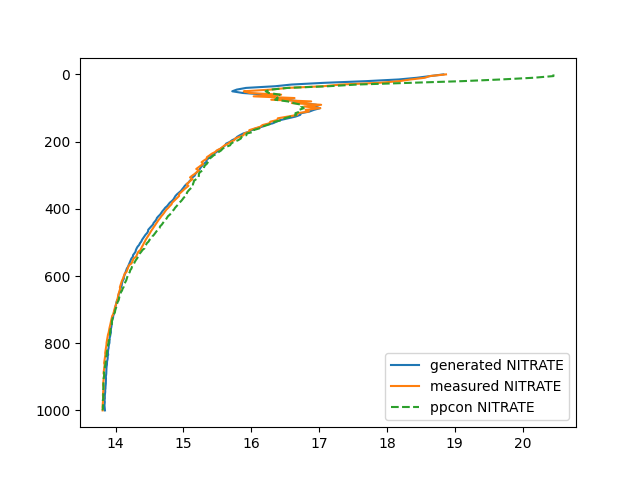 0
200
400
600
800
1000
14 15 16 17 18 19 20
generated NITRATE
measured NITRATE
ppcon NITRATE